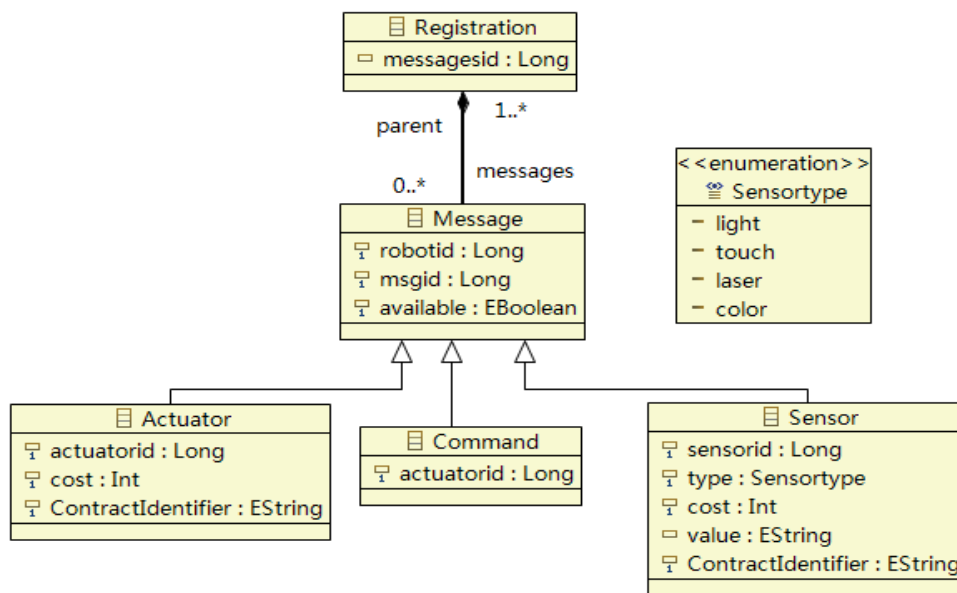 Registration
messagesid : Long
1..*
parent
messages
0..*
<<enumeration>>
Sensortype
light
touch
laser
color
Message
robotid : Long
msgid : Long
available : EBoolean
Actuator
actuatorid : Long
cost : Int
ContractIdentifier : EString
Command
actuatorid : Long
Sensor
sensorid : Long
type : Sensortype
cost : Int
value : EString
ContractIdentifier : EString